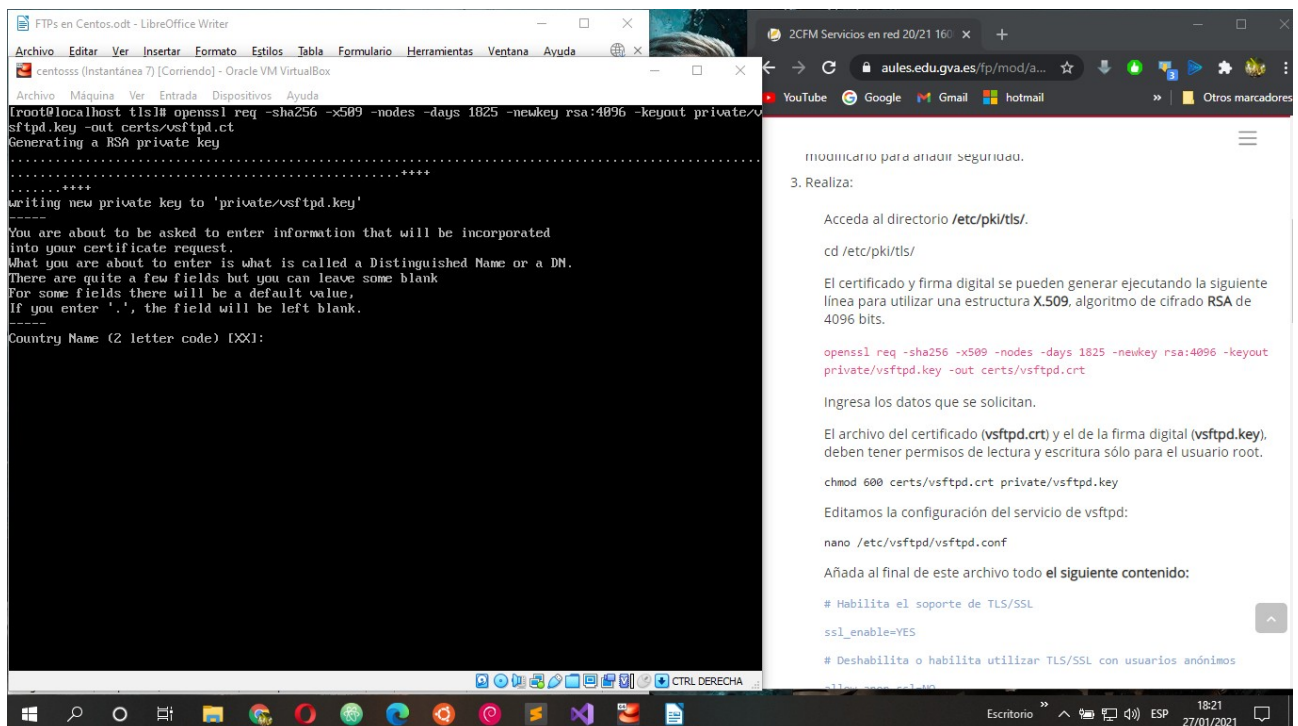 FTPs en Centos.odt - LibreOffice Writer
Archivo Editar Ver Insertar Formato Estilos Tabla Formulario Herramientas Ventana Ayuda
centosss (Instantánea 7) [Corriendo] - Oracle VM VirtualBox
Archivo Máquina Ver Entrada Dispositivos Ayuda
[root@localhost tls]# openssl req -sha256 -x509 -nodes -days 1825 -newkey rsa:4096 -keyout private/v
sftpd.key -out certs/vsftpd.ct
Generating a RSA private key
..............................................................................................
.................................................++++
.......++++
writing new private key to 'private/vsftpd.key'
-----
You are about to be asked to enter information that will be incorporated
into your certificate request.
What you are about to enter is what is called a Distinguished Name or a DN.
There are quite a few fields but you can leave some blank
For some fields there will be a default value,
If you enter '.', the field will be left blank.
-----
Country Name (2 letter code) [XX]:
CTRL DERECHA
2CFM Servicios en red 20/21 160
aules.edu.gva.es/fp/mod/a...
YouTube Google Gmail hotmail » Otros marcadores
modificarlo para añadir seguridad.
3. Realiza:
Acceda al directorio /etc/pki/tls/.
cd /etc/pki/tls/
El certificado y firma digital se pueden generar ejecutando la siguiente
línea para utilizar una estructura X.509, algoritmo de cifrado RSA de
4096 bits.
openssl req -sha256 -x509 -nodes -days 1825 -newkey rsa:4096 -keyout
private/vsftpd.key -out certs/vsftpd.crt
Ingresa los datos que se solicitan.
El archivo del certificado (vsftpd.crt) y el de la firma digital (vsftpd.key),
deben tener permisos de lectura y escritura sólo para el usuario root.
chmod 600 certs/vsftpd.crt private/vsftpd.key
Editamos la configuración del servicio de vsftpd:
nano /etc/vsftpd/vsftpd.conf
Añada al final de este archivo todo el siguiente contenido:
# Habilita el soporte de TLS/SSL
ssl_enable=YES
# Deshabilita o habilita utilizar TLS/SSL con usuarios anónimos
allow_anon_ssl=NO
Escritorio » ESP 18:21
27/01/2021